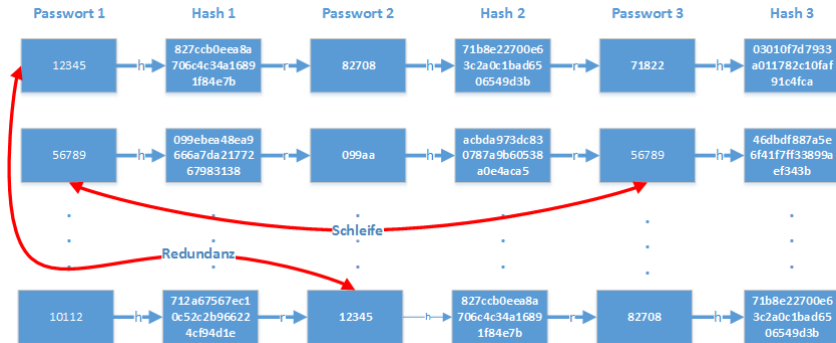 Passwort 1 Hash 1 Passwort 2 Hash 2 Passwort 3 Hash 3
12345
h
827ccb0eea8a
706c4c34a1689
1f84e7b
r
82708
h
71b8e22700e6
3c2a0c1bad65
06549d3b
r
71822
h
03010f7d7933
a011782c10faf
91c4fca
56789
h
099ebea48ea9
666a7da21772
67983138
r
099aa
h
acbda973dc83
0787a9b60538
a0e4aca5
r
56789
h
46dbdf887a5e
6f41f7ff33899a
ef343b
Schleife
Redundanz
10112
h
712a67567ec1
0c52c2b96622
4cf94d1e
r
12345
h
827ccb0eea8a
706c4c34a1689
1f84e7b
r
82708
h
71b8e22700e6
3c2a0c1bad65
06549d3b